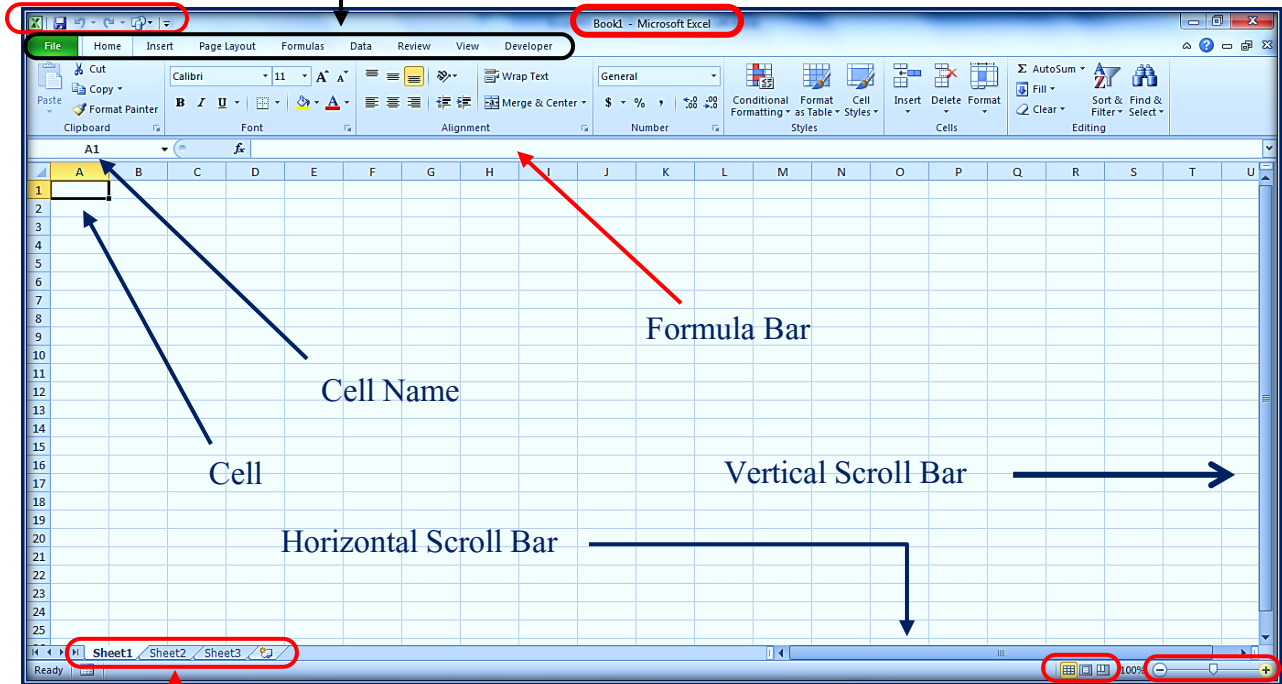 Book1 - Microsoft Excel
File Home Insert Page Layout Formulas Data Review View Developer
Cut
Copy
Format Painter
Paste
Clipboard
Calibri 11 A A
B I U A
Font
Wrap Text
Merge & Center
Alignment
General
$ % , .0 .00 .00 .0
Number
Conditional Formatting
Format as Table
Cell Styles
Styles
Insert Delete Format
Cells
Σ AutoSum
Fill
Clear
Sort & Filter
Find & Select
Editing
A1 fx
A B C D E F G H I J K L M N O P Q R S T U
1
2
3
4
5
6
7
8
Formula Bar
9
10
11
Cell Name
12
13
14
15
Cell
Vertical Scroll Bar
16
17
18
19
Horizontal Scroll Bar
20
21
22
23
24
25
Sheet1 Sheet2 Sheet3
Ready 100%